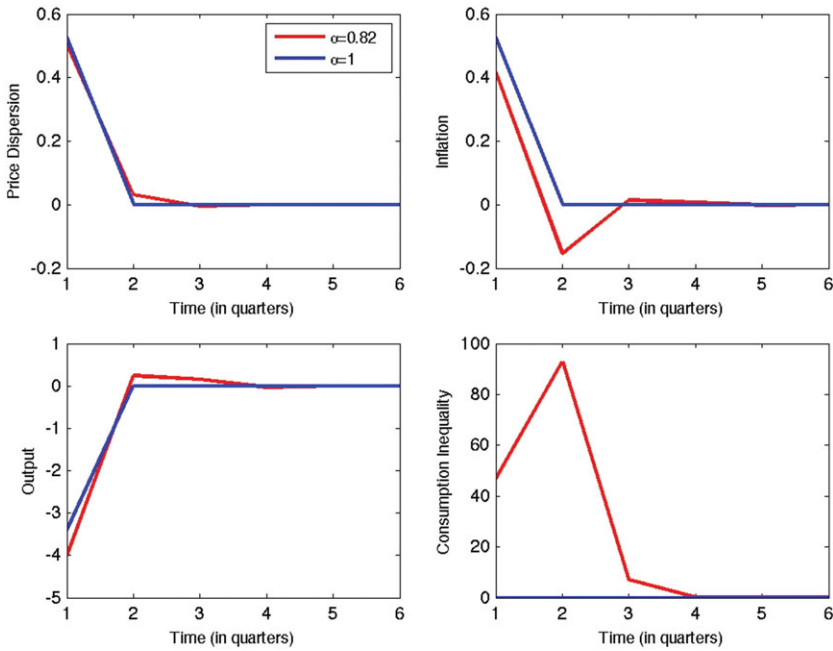 0.6
0.4
0.2
0
-0.2
Price Dispersion
1 2 3 4 5 6
Time (in quarters)
α=0.82
α=1
0.6
0.4
0.2
0
-0.2
Inflation
1 2 3 4 5 6
Time (in quarters)
1
0
-1
-2
-3
-4
-5
Output
1 2 3 4 5 6
Time (in quarters)
100
80
60
40
20
0
Consumption Inequality
1 2 3 4 5 6
Time (in quarters)